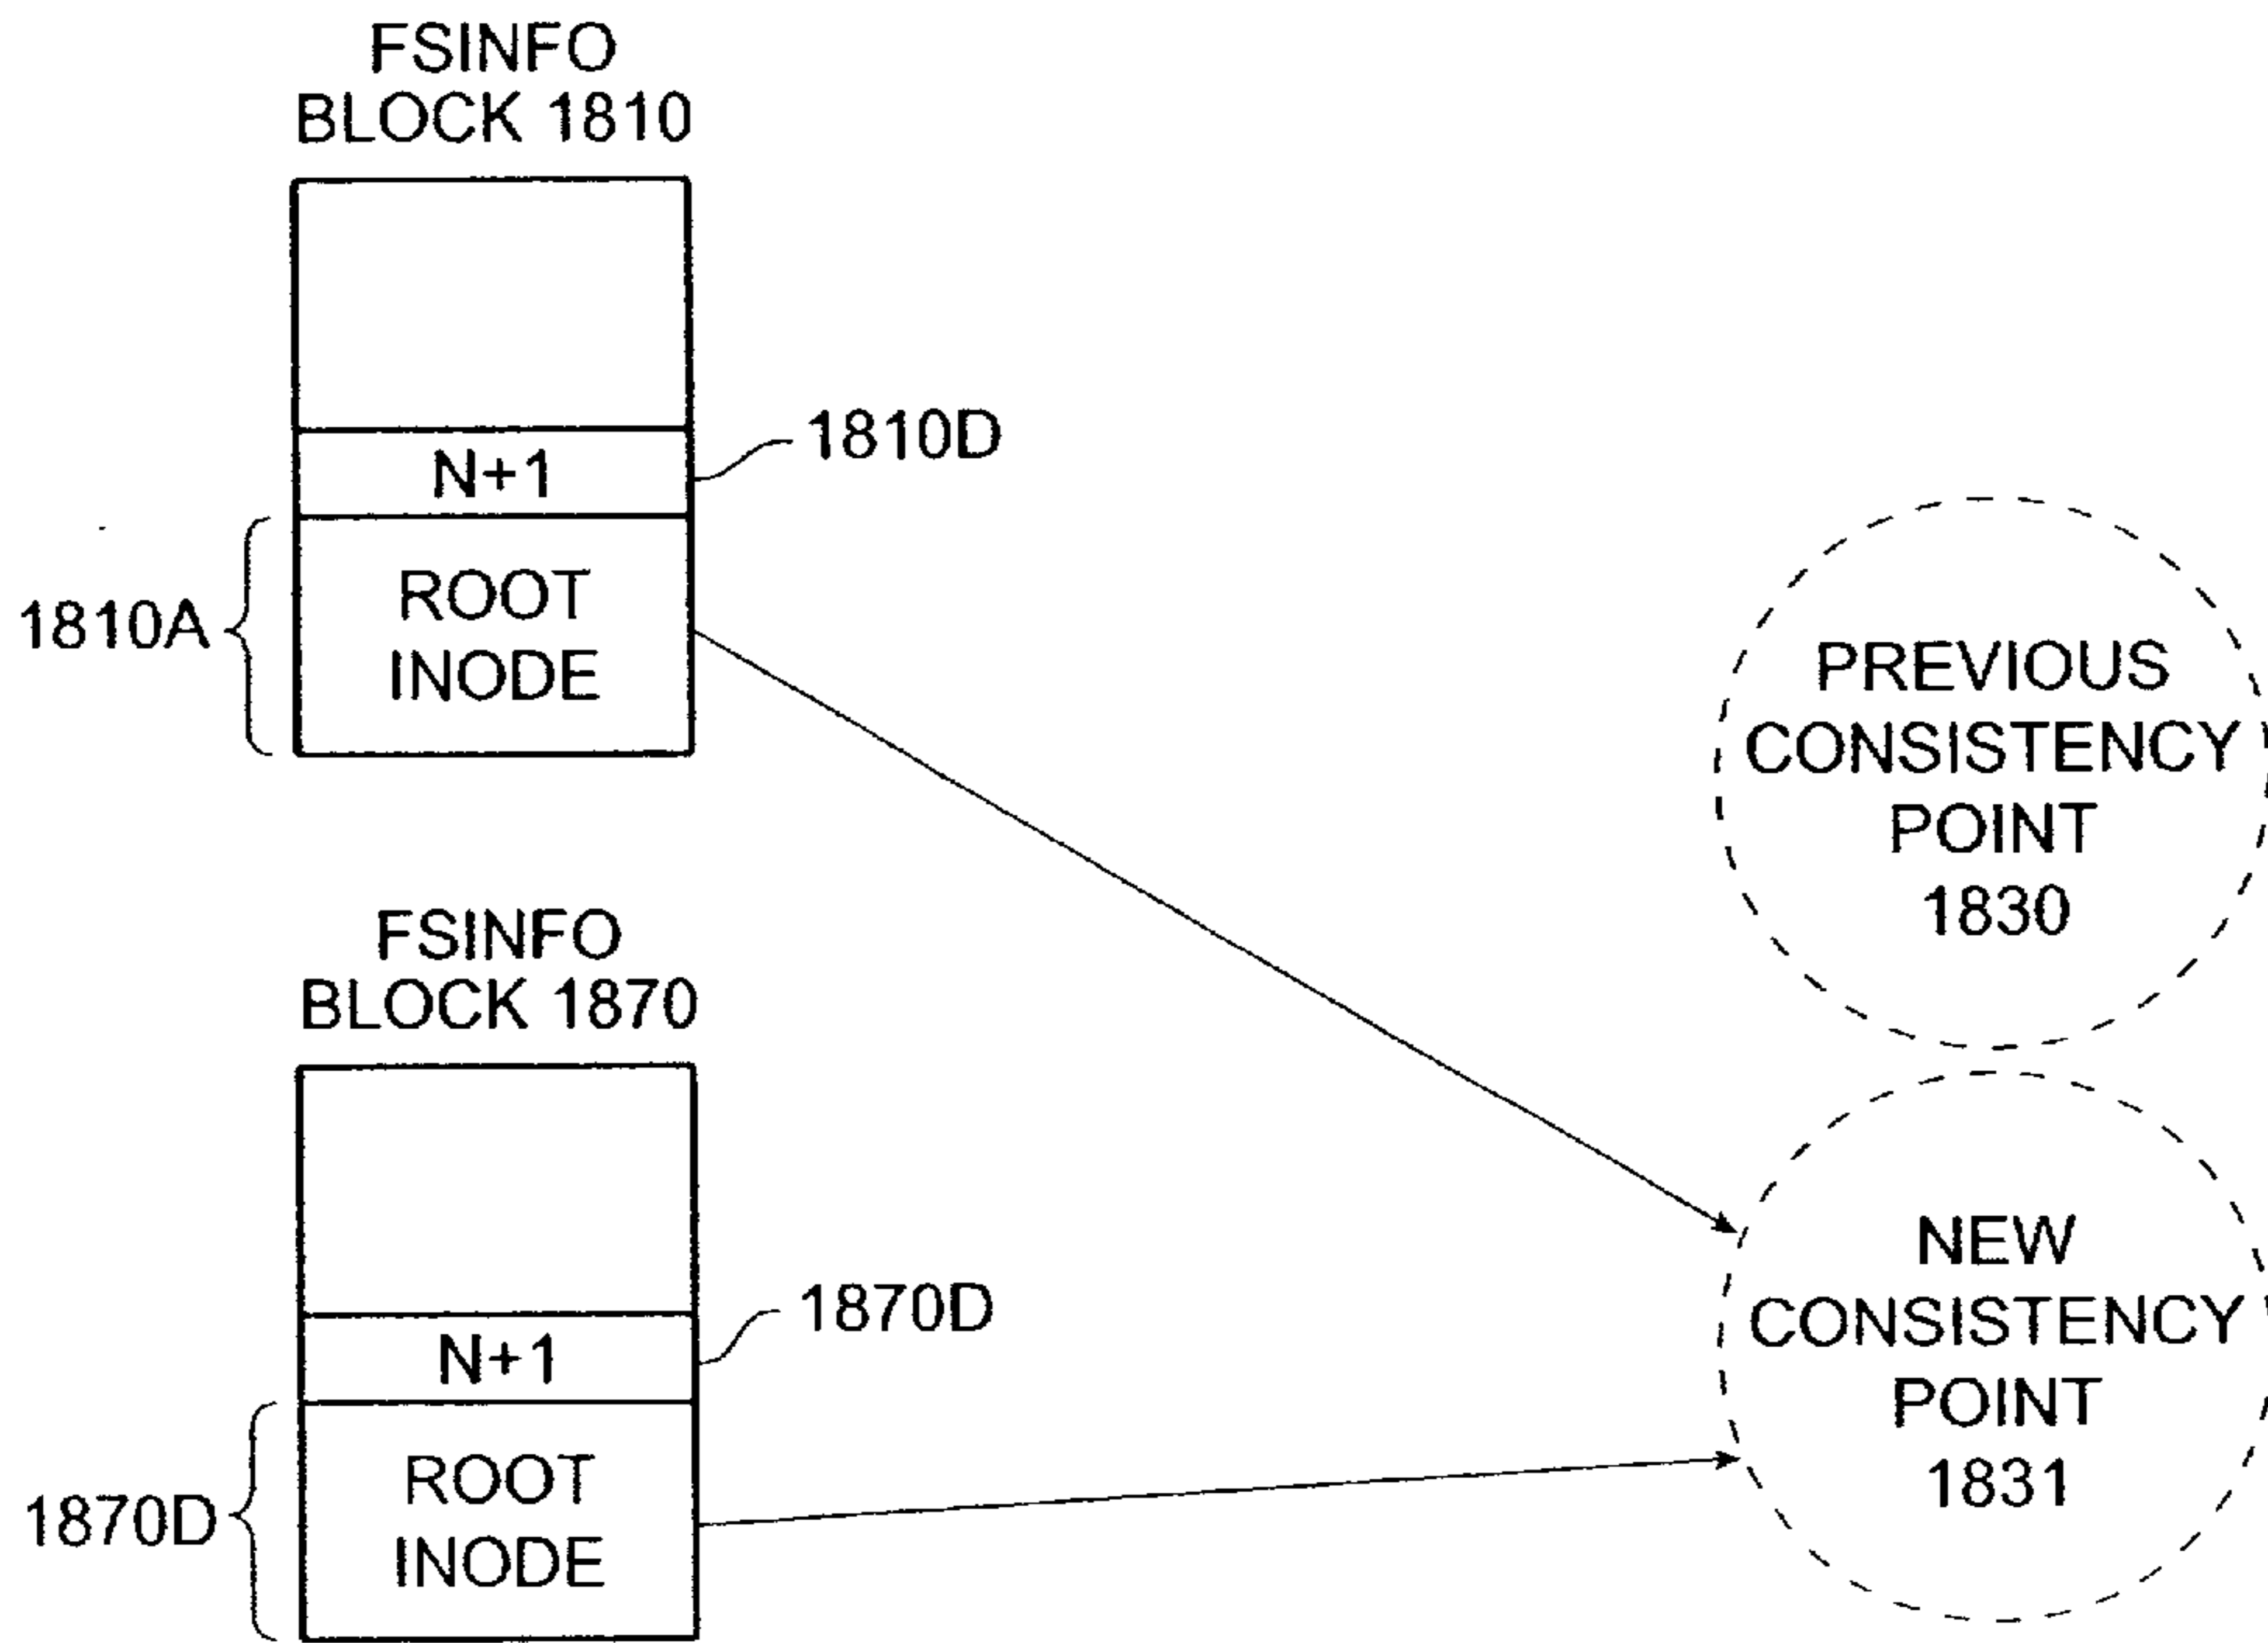 FSINFO
BLOCK 1810
N+1
1810D
1810A
ROOT
INODE
PREVIOUS
CONSISTENCY
POINT
1830
FSINFO
BLOCK 1870
N+1
1870D
1870D
ROOT
INODE
NEW
CONSISTENCY
POINT
1831